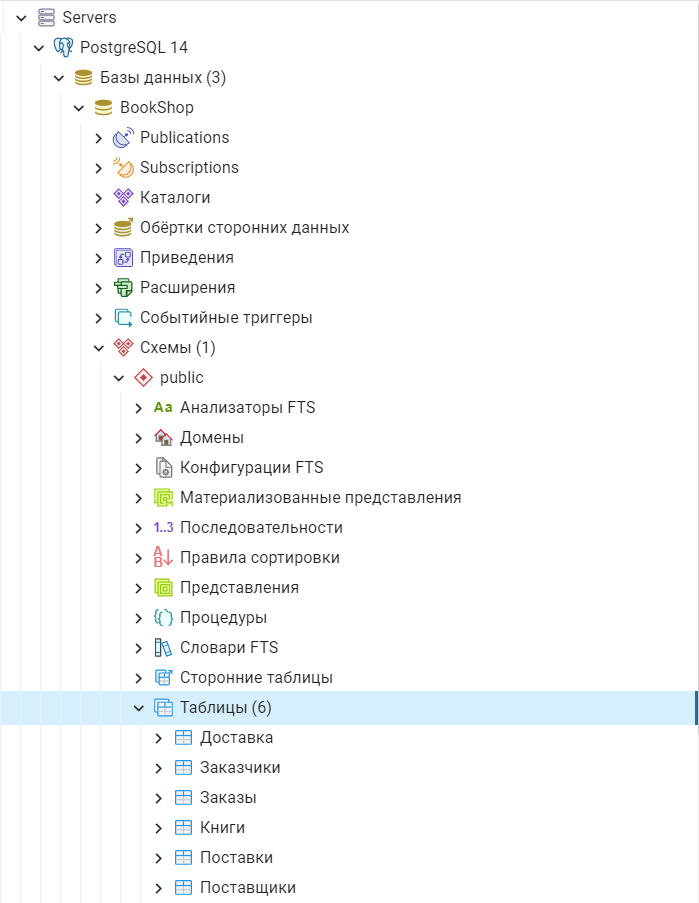 Servers
PostgreSQL 14
Базы данных (3)
BookShop
Publications
Subscriptions
Каталоги
Обёртки сторонних данных
Приведения
Расширения
Событийные триггеры
Схемы (1)
public
Aa Анализаторы FTS
Домены
Конфигурации FTS
Материализованные представления
1..3 Последовательности
AB Правила сортировки
Представления
{} Процедуры
Словари FTS
Сторонние таблицы
Таблицы (6)
Доставка
Заказчики
Заказы
Книги
Поставки
Поставщики